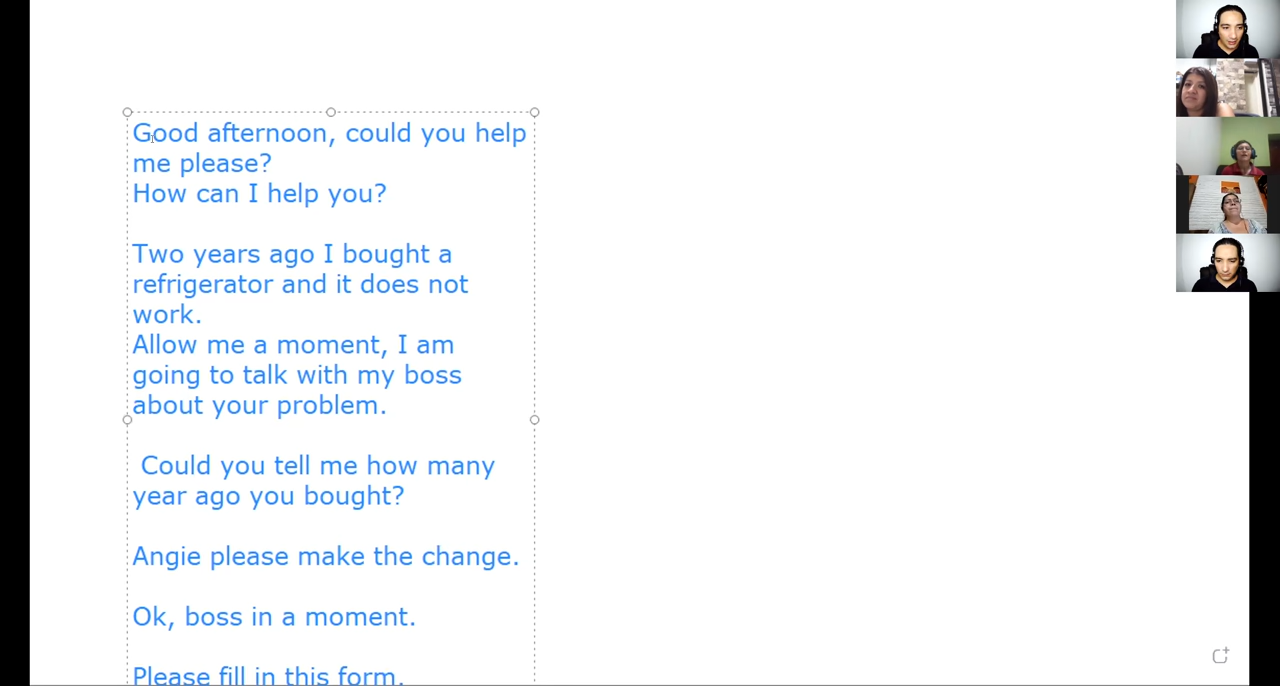 Good afternoon, could you help
me please?
How can I help you?
Two years ago I bought a
refrigerator and it does not
work.
Allow me a moment, I am
going to talk with my boss
about your problem.
Could you tell me how many
year ago you bought?
Angie please make the change.
Ok, boss in a moment.
Please fill in this form.